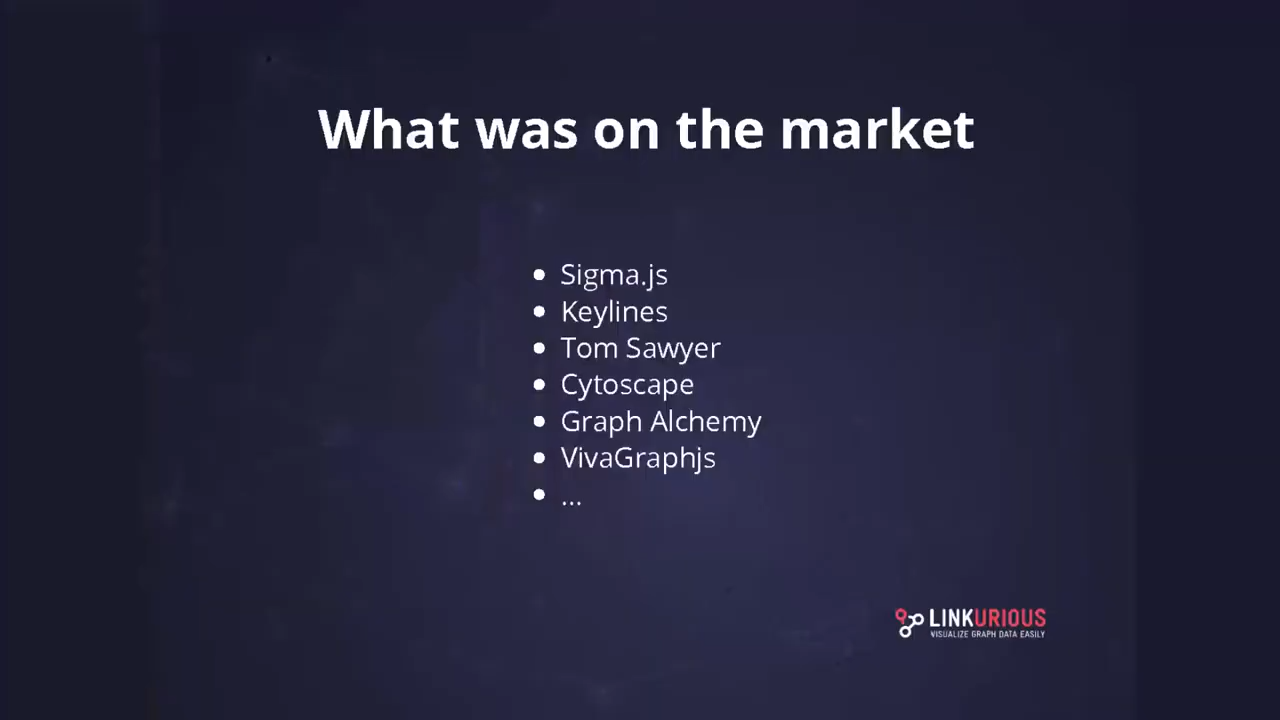 What was on the market
• Sigma.js
• Keylines
• Tom Sawyer
• Cytoscape
• Graph Alchemy
• VivaGraphjs
• ...
LINKURIOUS
VISUALIZE GRAPH DATA EASILY